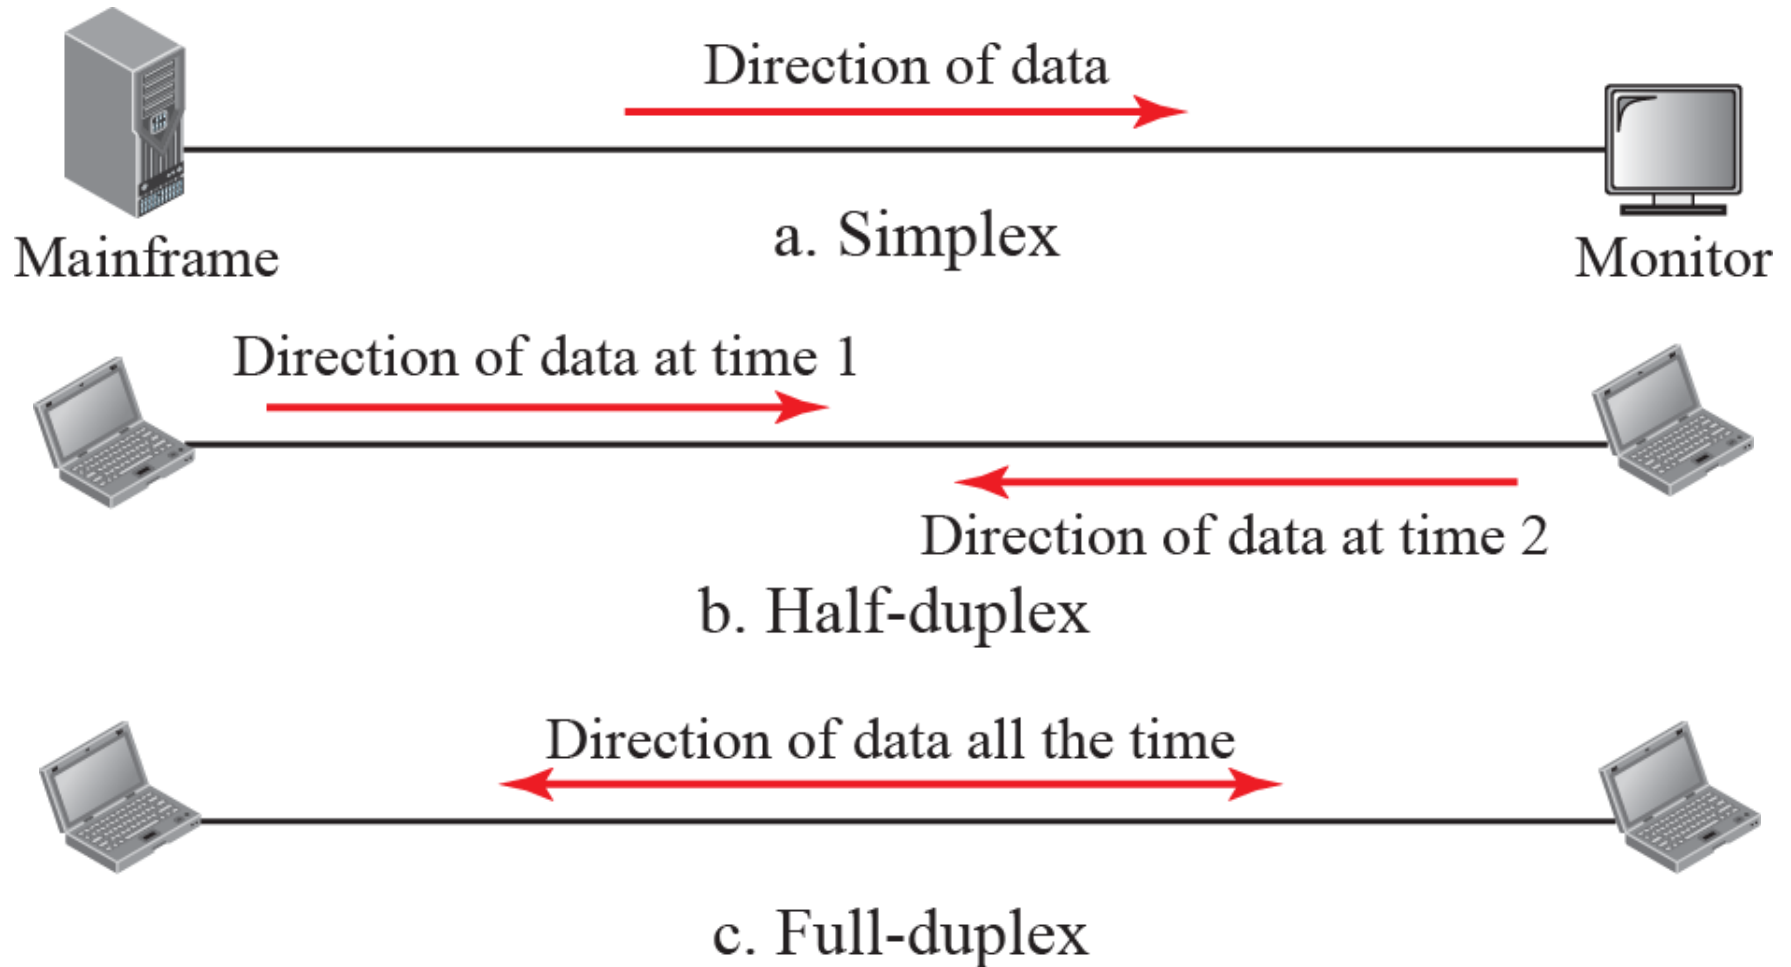 Direction of data
Mainframe
a. Simplex
Monitor
Direction of data at time 1
Direction of data at time 2
b. Half-duplex
Direction of data all the time
c. Full-duplex